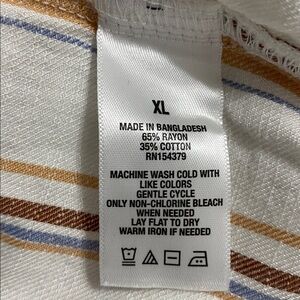 XL
MADE IN BANGLADESH
65% RAYON
35% COTTON
RN154379
MACHINE WASH COLD WITH
LIKE COLORS
GENTLE CYCLE
ONLY NON-CHLORINE BLEACH
WHEN NEEDED
LAY FLAT TO DRY
WARM IRON IF NEEDED